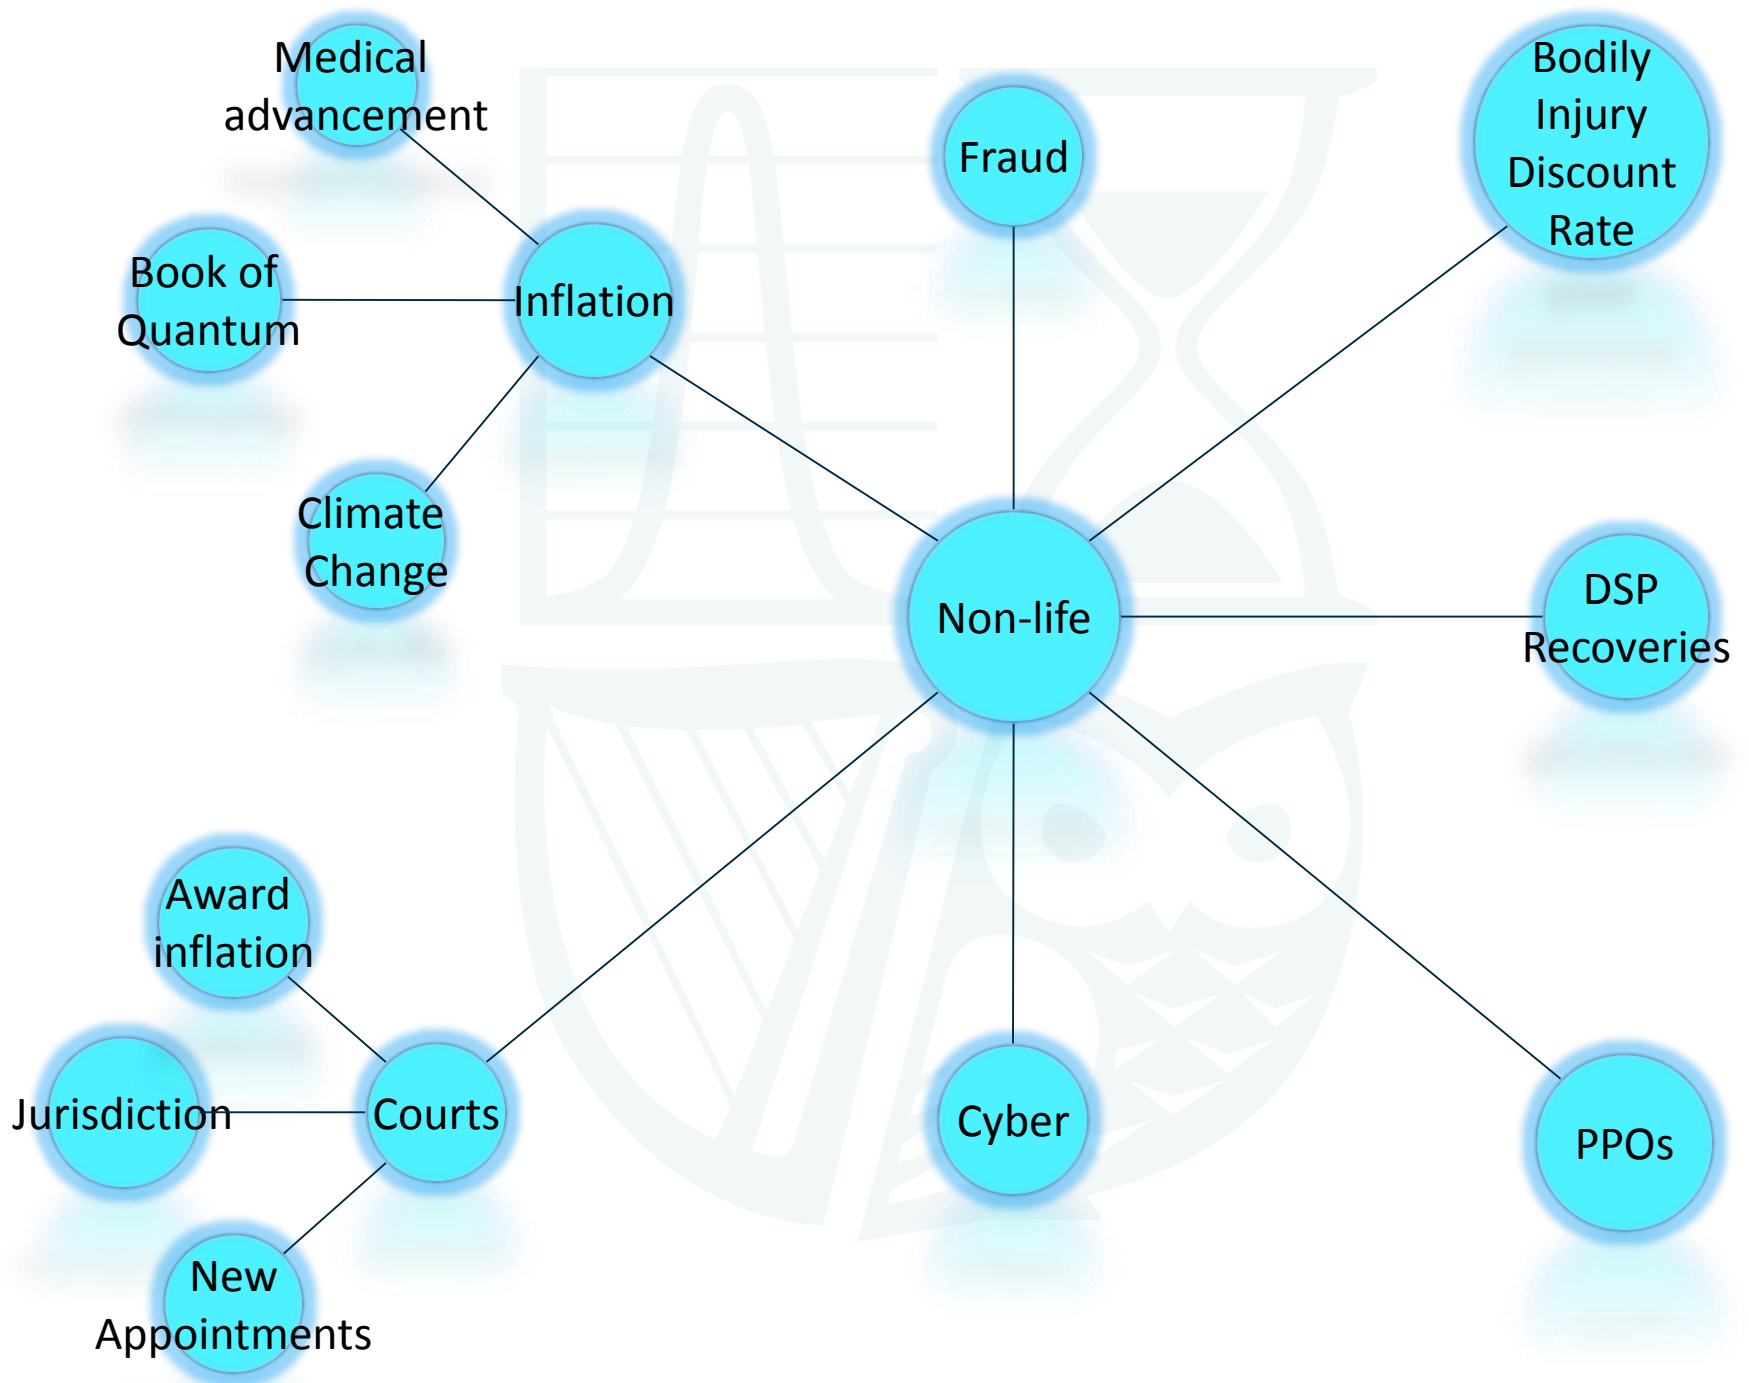 Medical
advancement
Fraud
Bodily
Injury
Discount
Rate
Book of
Quantum
Inflation
Climate
Change
Non-life
DSP
Recoveries
Award
inflation
Jurisdiction
Courts
Cyber
PPOs
New
Appointments